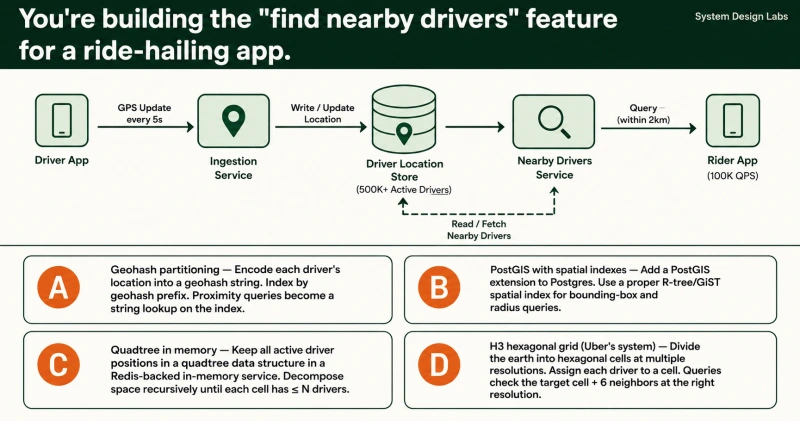 You're building the "find nearby drivers" feature
for a ride-hailing app.
System Design Labs
GPS Update
every 5s
Write / Update
Location
Query
(within 2km)
Driver App
Ingestion
Service
Driver Location
Store
(500K+ Active Drivers)
Nearby Drivers
Service
Rider App
(100K QPS)
Read / Fetch
Nearby Drivers
A
Geohash partitioning — Encode each driver's
location into a geohash string. Index by
geohash prefix. Proximity queries become a
string lookup on the index.
B
PostGIS with spatial indexes — Add a PostGIS
extension to Postgres. Use a proper R-tree/GiST
spatial index for bounding-box and
radius queries.
C
Quadtree in memory — Keep all active driver
positions in a quadtree data structure in a
Redis-backed in-memory service. Decompose
space recursively until each cell has ≤ N drivers.
D
H3 hexagonal grid (Uber's system) — Divide
the earth into hexagonal cells at multiple
resolutions. Assign each driver to a cell. Queries
check the target cell + 6 neighbors at the right
resolution.